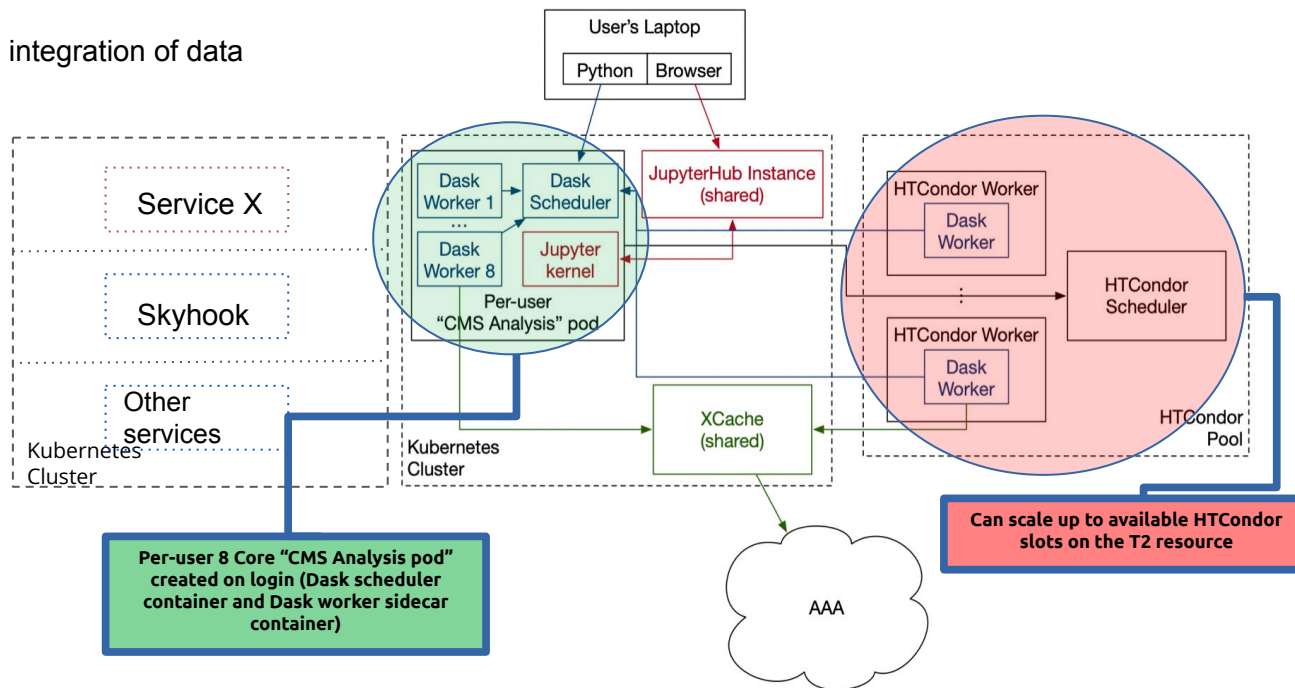 integration of data
User's Laptop
Python
Browser
Service X
Skyhook
Other
services
Kubernetes
Cluster
Dask
Worker 1
...
Dask
Worker 8
Dask
Scheduler
Jupyter
kernel
Per-user
“CMS Analysis” pod
JupyterHub Instance
(shared)
Kubernetes
Cluster
XCache
(shared)
HTCondor Worker
Dask
Worker
...
HTCondor Worker
Dask
Worker
HTCondor
Scheduler
HTCondor
Pool
AAA
Per-user 8 Core “CMS Analysis pod”
created on login (Dask scheduler
container and Dask worker sidecar
container)
Can scale up to available HTCondor
slots on the T2 resource